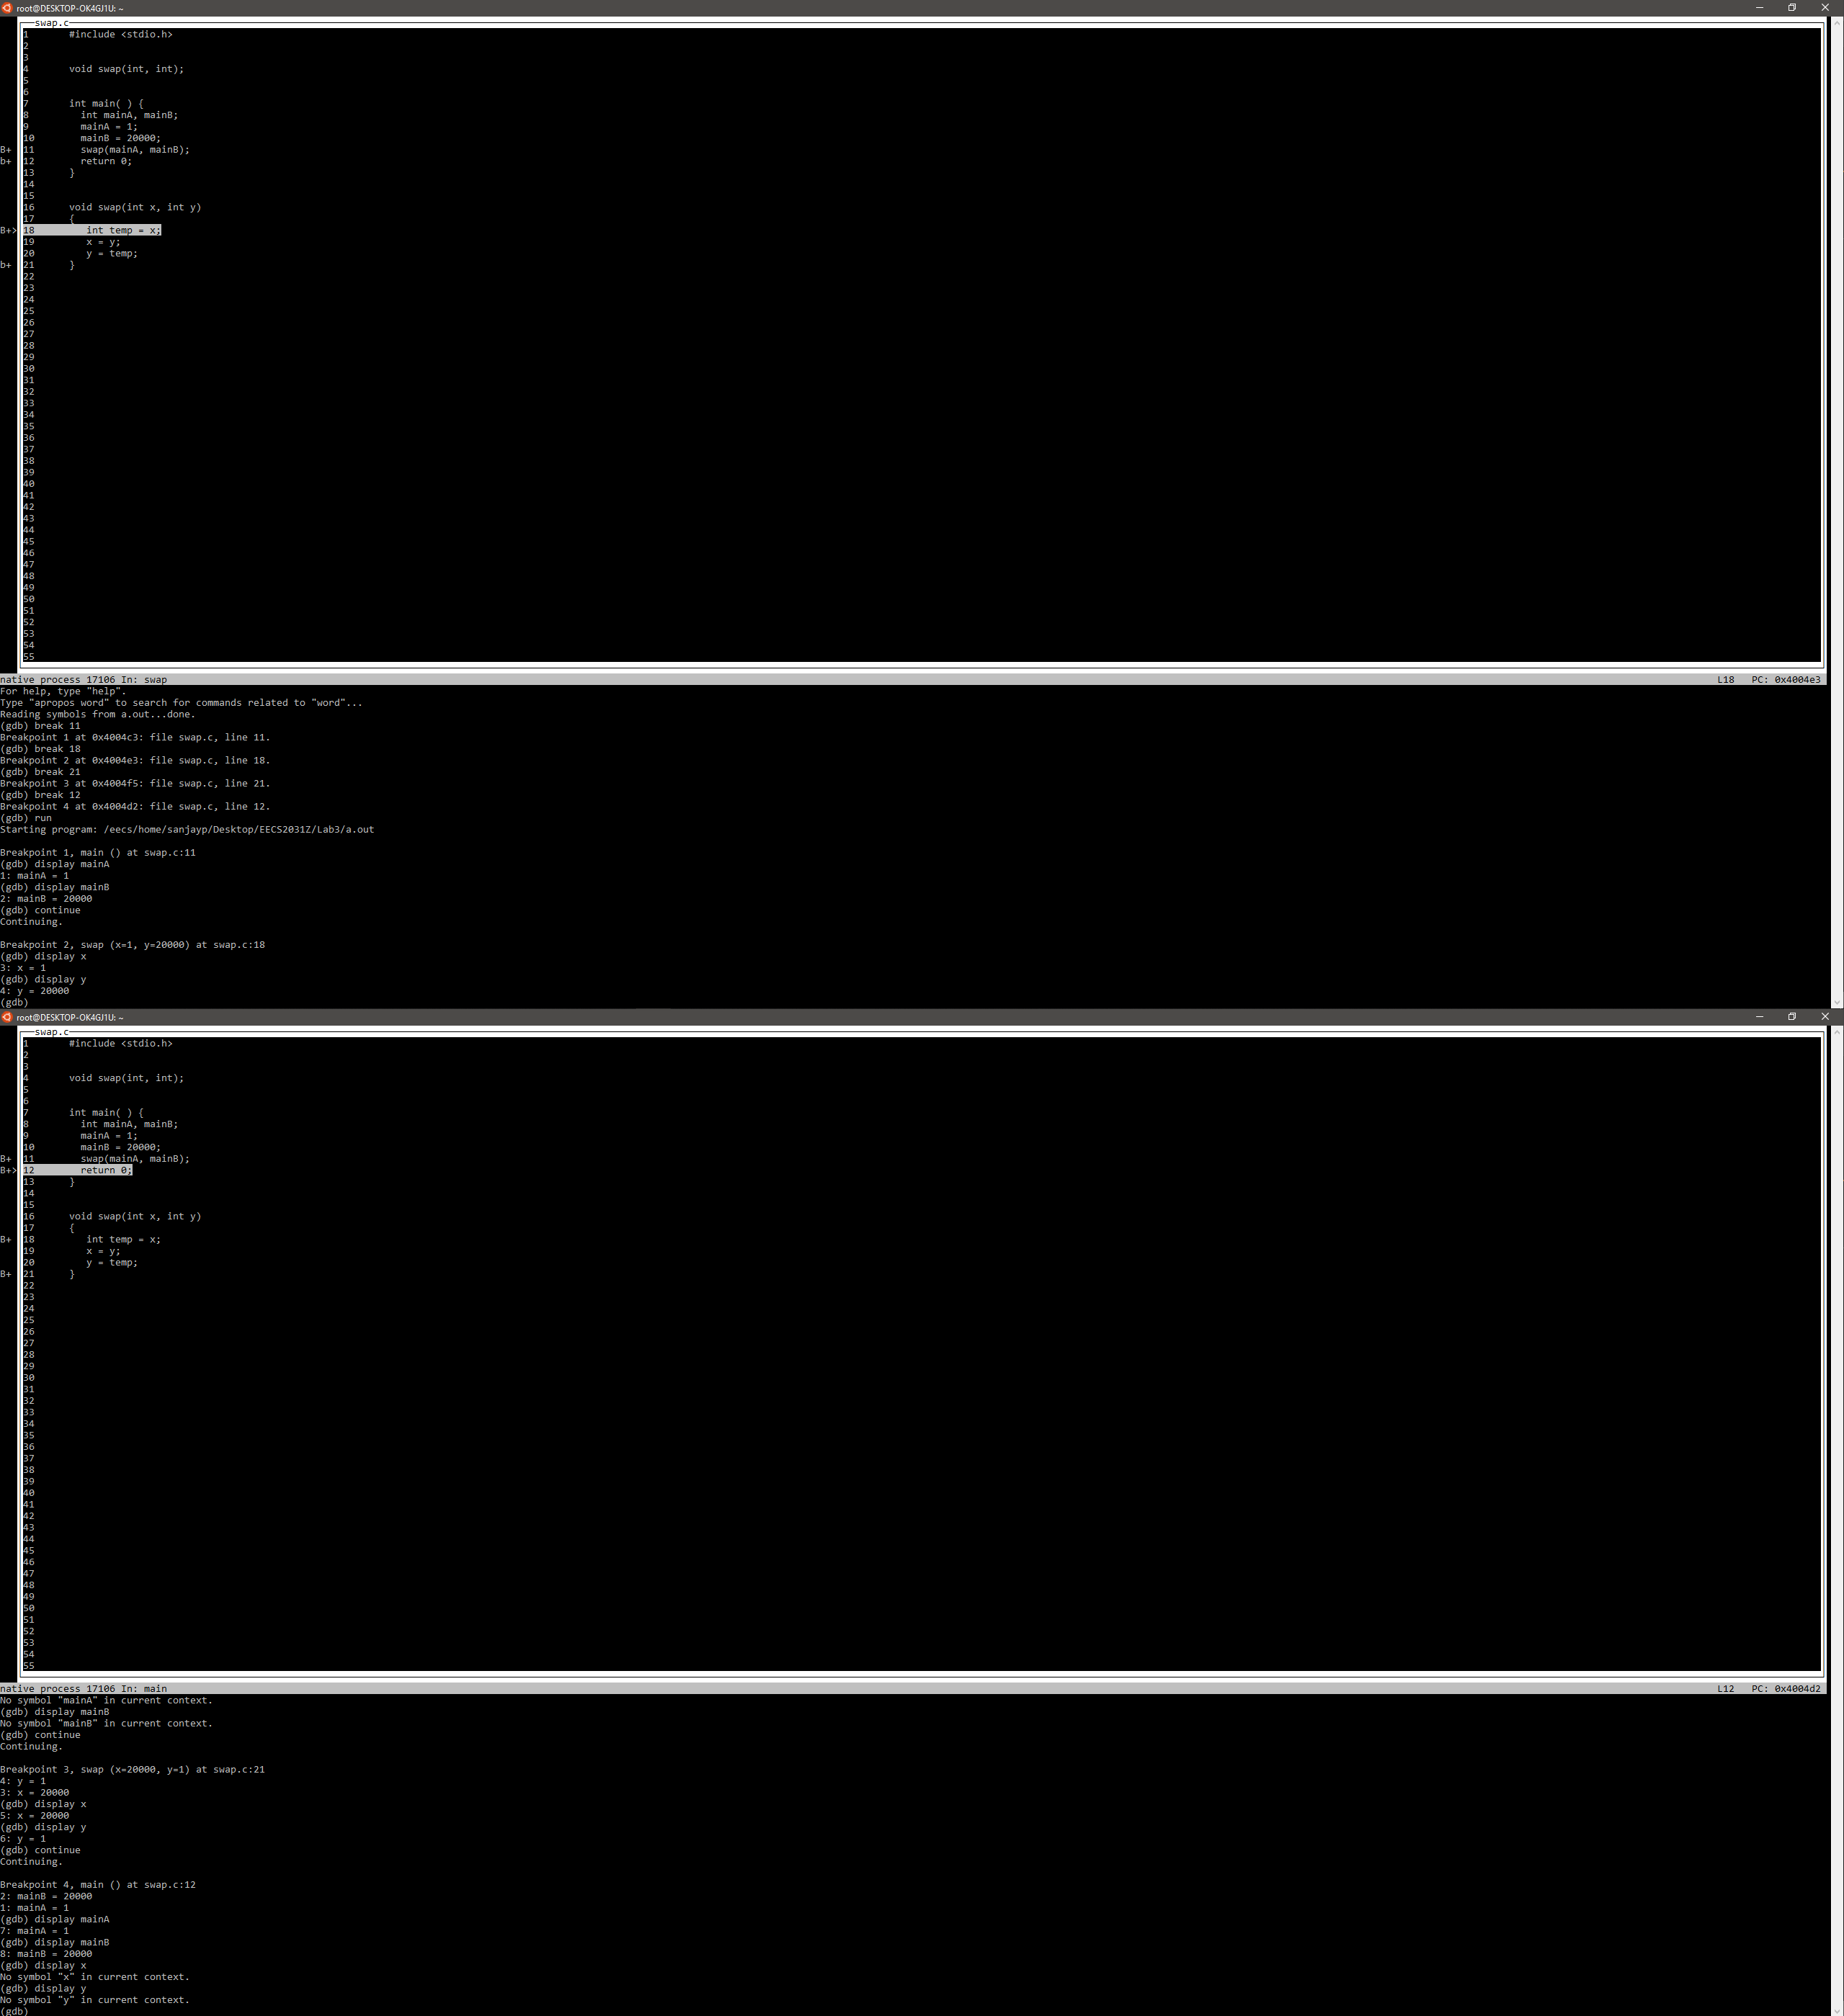 root@DESKTOP-OK4GJ1U: ~
swap.c
1 #include <stdio.h>
2
3
4 void swap(int, int);
5
6
7 int main( ) {
8 int mainA, mainB;
9 mainA = 1;
10 mainB = 20000;
B+ 11 swap(mainA, mainB);
b+ 12 return 0;
13 }
14
15
16 void swap(int x, int y)
17 {
B+> 18 int temp = x;
19 x = y;
20 y = temp;
b+ 21 }
22
23
24
25
26
27
28
29
30
31
32
33
34
35
36
37
38
39
40
41
42
43
44
45
46
47
48
49
50
51
52
53
54
55
native process 17106 In: swap L18 PC: 0x4004e3
For help, type "help".
Type "apropos word" to search for commands related to "word"...
Reading symbols from a.out...done.
(gdb) break 11
Breakpoint 1 at 0x4004c3: file swap.c, line 11.
(gdb) break 18
Breakpoint 2 at 0x4004e3: file swap.c, line 18.
(gdb) break 21
Breakpoint 3 at 0x4004f5: file swap.c, line 21.
(gdb) break 12
Breakpoint 4 at 0x4004d2: file swap.c, line 12.
(gdb) run
Starting program: /eecs/home/sanjayp/Desktop/EECS2031Z/Lab3/a.out
Breakpoint 1, main () at swap.c:11
(gdb) display mainA
1: mainA = 1
(gdb) display mainB
2: mainB = 20000
(gdb) continue
Continuing.
Breakpoint 2, swap (x=1, y=20000) at swap.c:18
(gdb) display x
3: x = 1
(gdb) display y
4: y = 20000
(gdb)
root@DESKTOP-OK4GJ1U: ~
swap.c
1 #include <stdio.h>
2
3
4 void swap(int, int);
5
6
7 int main( ) {
8 int mainA, mainB;
9 mainA = 1;
10 mainB = 20000;
B+ 11 swap(mainA, mainB);
B+> 12 return 0;
13 }
14
15
16 void swap(int x, int y)
17 {
B+ 18 int temp = x;
19 x = y;
20 y = temp;
B+ 21 }
22
23
24
25
26
27
28
29
30
31
32
33
34
35
36
37
38
39
40
41
42
43
44
45
46
47
48
49
50
51
52
53
54
55
native process 17106 In: main L12 PC: 0x4004d2
No symbol "mainA" in current context.
(gdb) display mainB
No symbol "mainB" in current context.
(gdb) continue
Continuing.
Breakpoint 3, swap (x=20000, y=1) at swap.c:21
4: y = 1
3: x = 20000
(gdb) display x
5: x = 20000
(gdb) display y
6: y = 1
(gdb) continue
Continuing.
Breakpoint 4, main () at swap.c:12
2: mainB = 20000
1: mainA = 1
(gdb) display mainA
7: mainA = 1
(gdb) display mainB
8: mainB = 20000
(gdb) display x
No symbol "x" in current context.
(gdb) display y
No symbol "y" in current context.
(gdb)